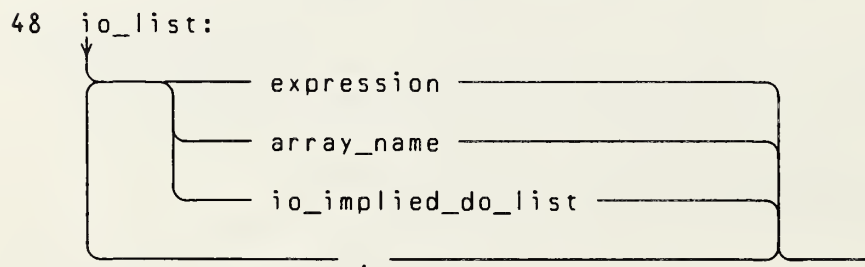 48 io_list:
expression
array_name
io_implied_do_list